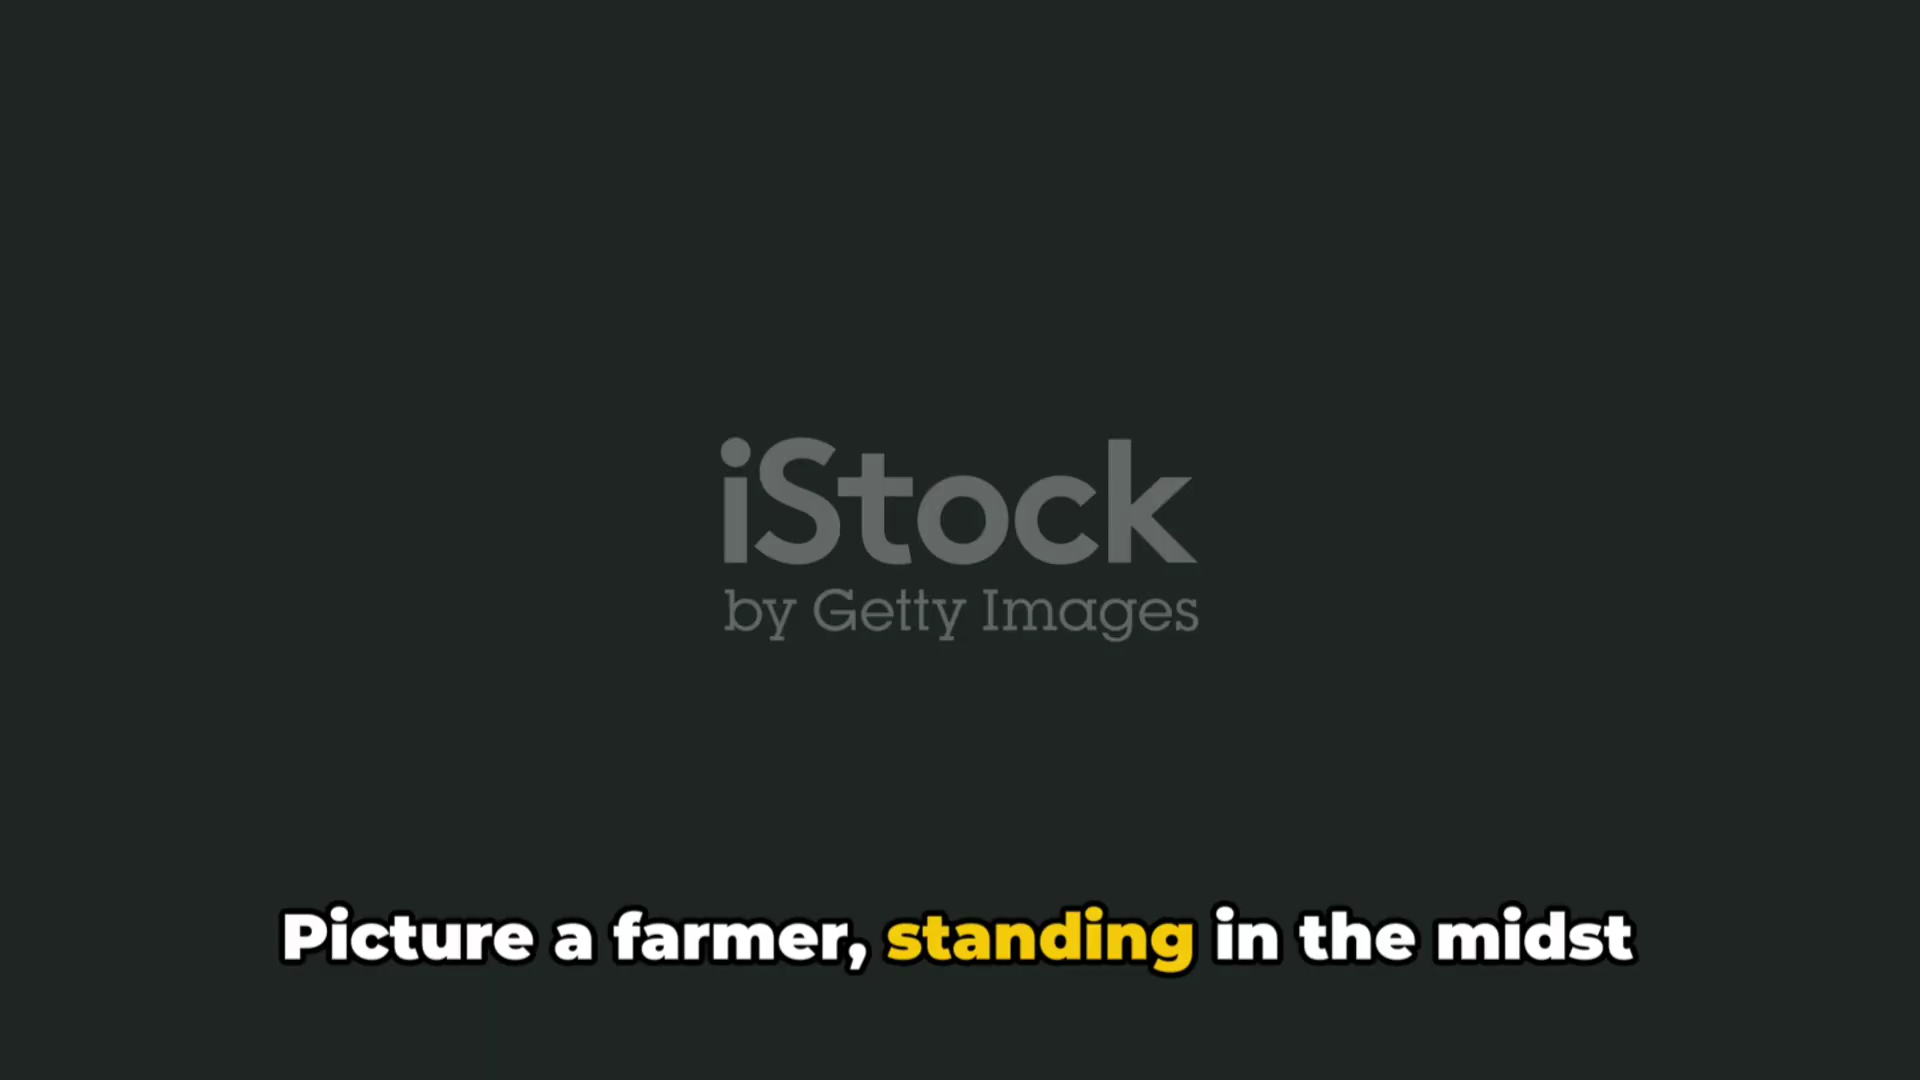 iStock
by Getty Images
Picture a farmer, standing in the midst